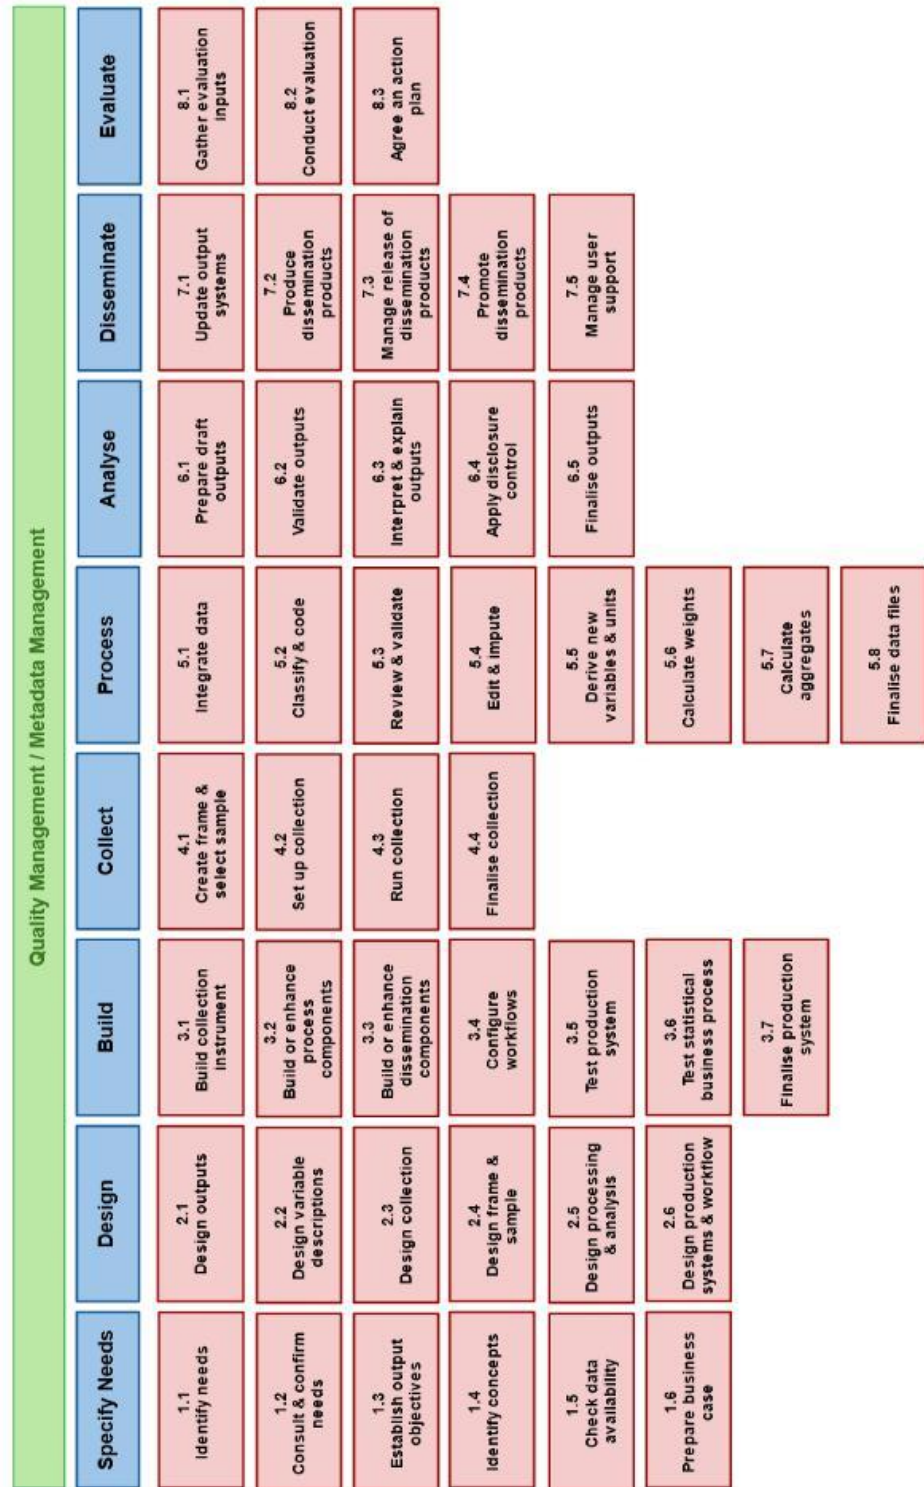 Quality Management / Metadata Management
Specify Needs
Design
Build
Collect
Process
Analyse
Disseminate
Evaluate
1.1
Identify needs
1.2
Consult & confirm
needs
1.3
Establish output
objectives
1.4
Identify concepts
1.5
Check data
availability
1.6
Prepare business
case
2.1
Design outputs
2.2
Design variable
descriptions
2.3
Design collection
2.4
Design frame &
sample
2.5
Design processing
& analysis
2.6
Design production
systems & workflow
3.1
Build collection
instrument
3.2
Build or enhance
process
components
3.3
Build or enhance
dissemination
components
3.4
Configure
workflows
3.5
Test production
system
3.6
Test statistical
business process
3.7
Finalise production
system
4.1
Create frame &
select sample
4.2
Set up collection
4.3
Run collection
4.4
Finalise collection
5.1
Integrate data
5.2
Classify & code
5.3
Review & validate
5.4
Edit & impute
5.5
Derive new
variables & units
5.6
Calculate weights
5.7
Calculate
aggregates
5.8
Finalise data files
6.1
Prepare draft
outputs
6.2
Validate outputs
6.3
Interpret & explain
outputs
6.4
Apply disclosure
control
6.5
Finalise outputs
7.1
Update output
systems
7.2
Produce
dissemination
products
7.3
Manage release of
dissemination
products
7.4
Promote
dissemination
products
7.5
Manage user
support
8.1
Gather evaluation
inputs
8.2
Conduct evaluation
8.3
Agree an action
plan